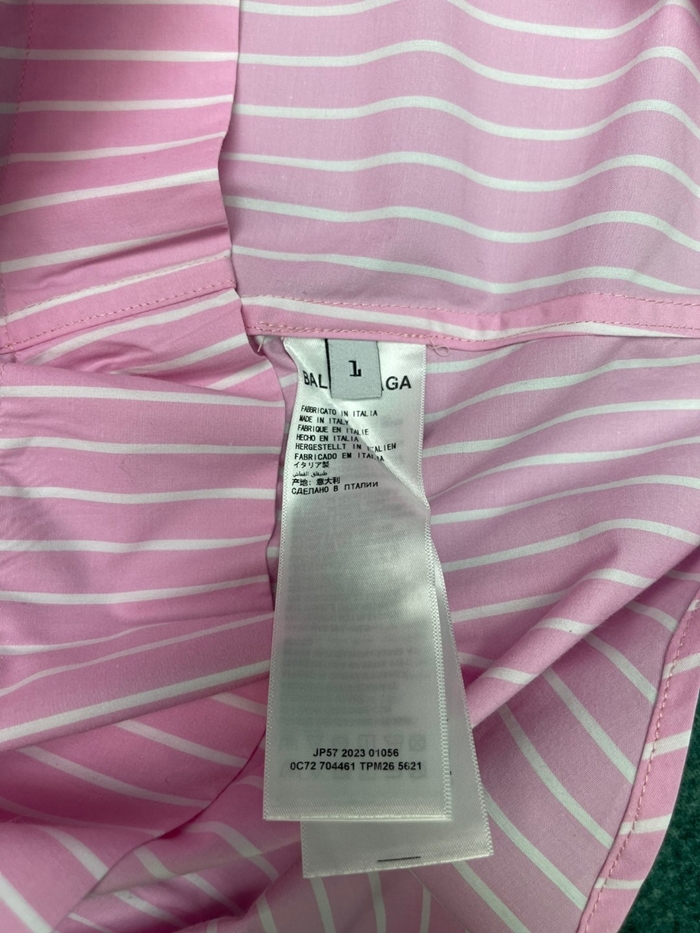 1
BAL AGA
FABBRICATO IN ITALIA
MADE IN ITALY
FABRIQUE EN ITALIE
HECHO EN ITALIA
HERGESTELLT IN ITALIEN
FABRICADO EM ITALIA
イタリア製
产地: 意大利
СДЕЛАНО В ИТАЛИИ
JP57 2023 01056
0C72 704461 TPM26 5621